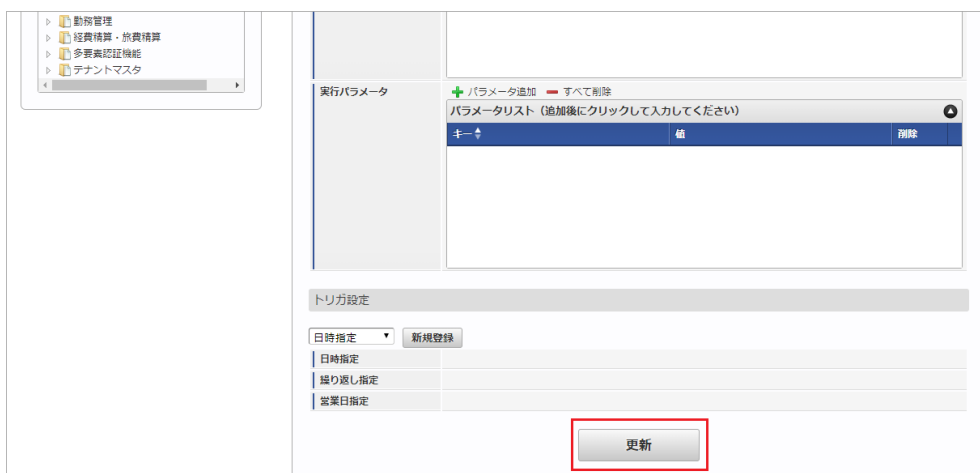 勤務管理
経費精算・旅費精算
多要素認証機能
テナントマスタ
実行パラメータ
パラメータ追加 すべて削除
パラメータリスト（追加後にクリックして入力してください）
キー 値 削除
トリガ設定
日時指定 新規登録
日時指定
繰り返し指定
営業日指定
更新